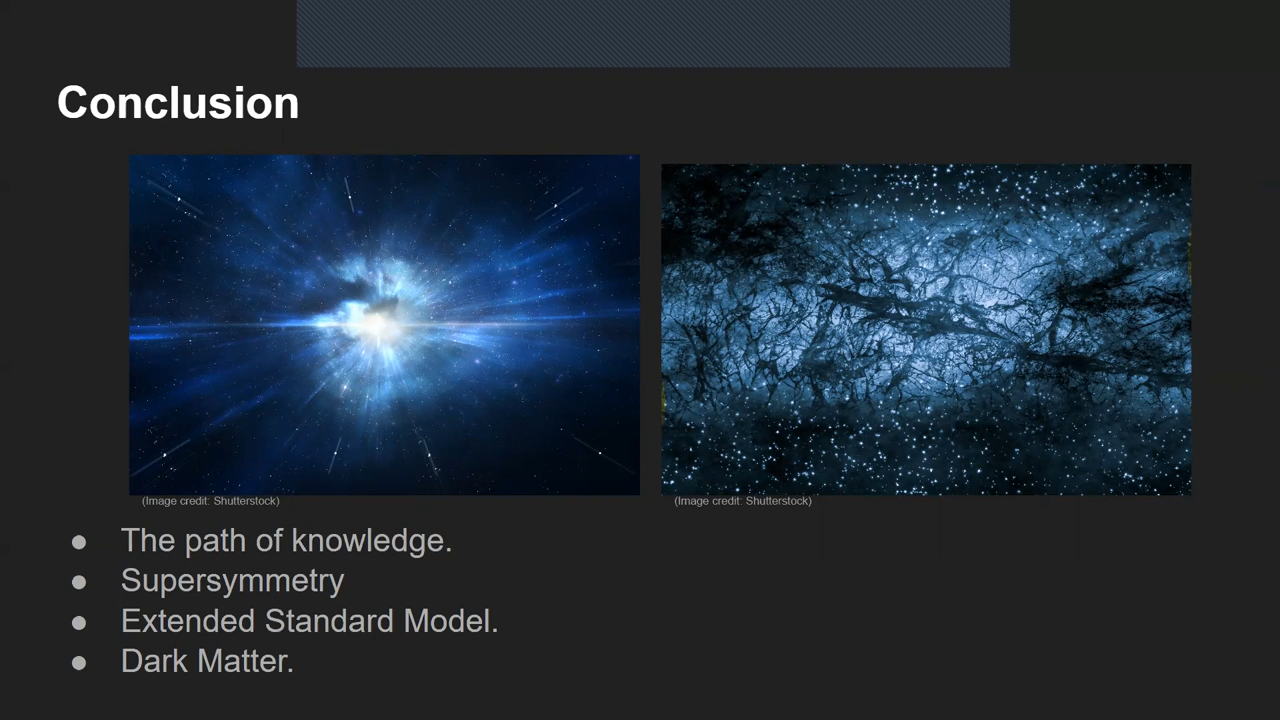 Conclusion
(Image credit: Shutterstock)
(Image credit: Shutterstock)
● The path of knowledge.
● Supersymmetry
● Extended Standard Model.
● Dark Matter.